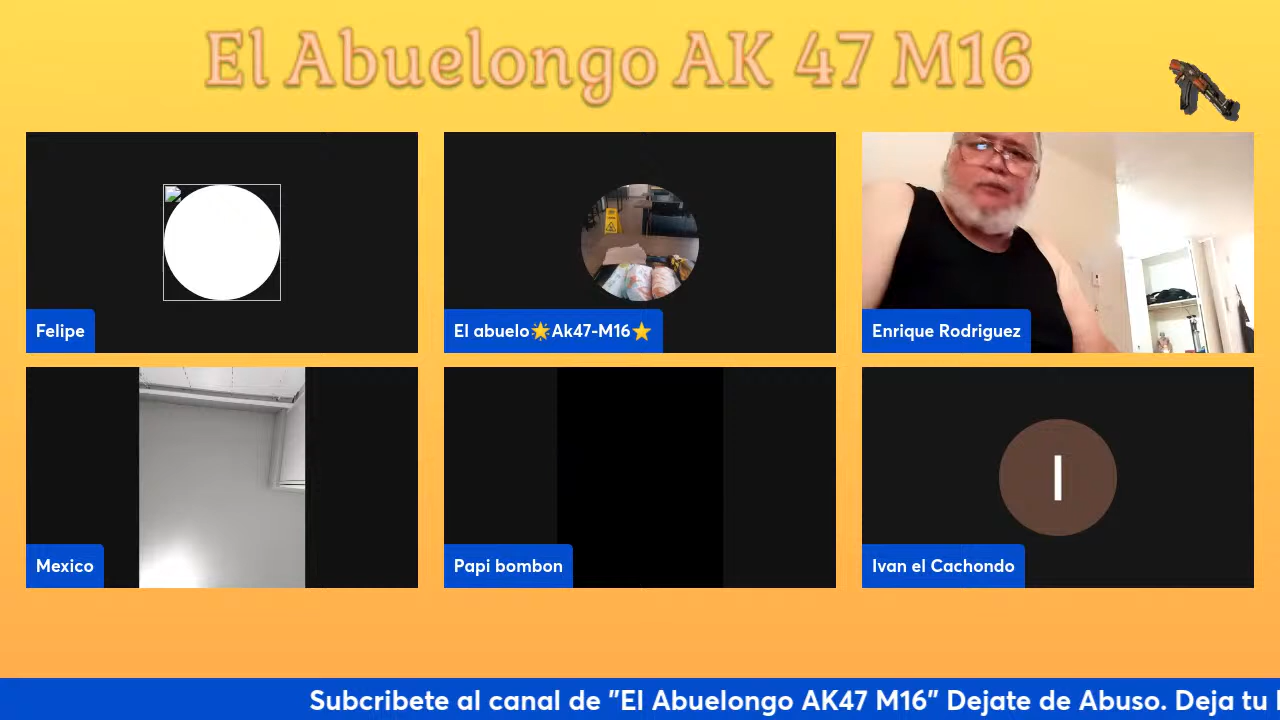 El Abuelongo AK 47 M16
Felipe
El abuelo🌟Ak47-M16⭐
Enrique Rodriguez
Mexico
Papi bombon
I
Ivan el Cachondo
Subcribete al canal de "El Abuelongo AK47 M16" Dejate de Abuso. Deja tu